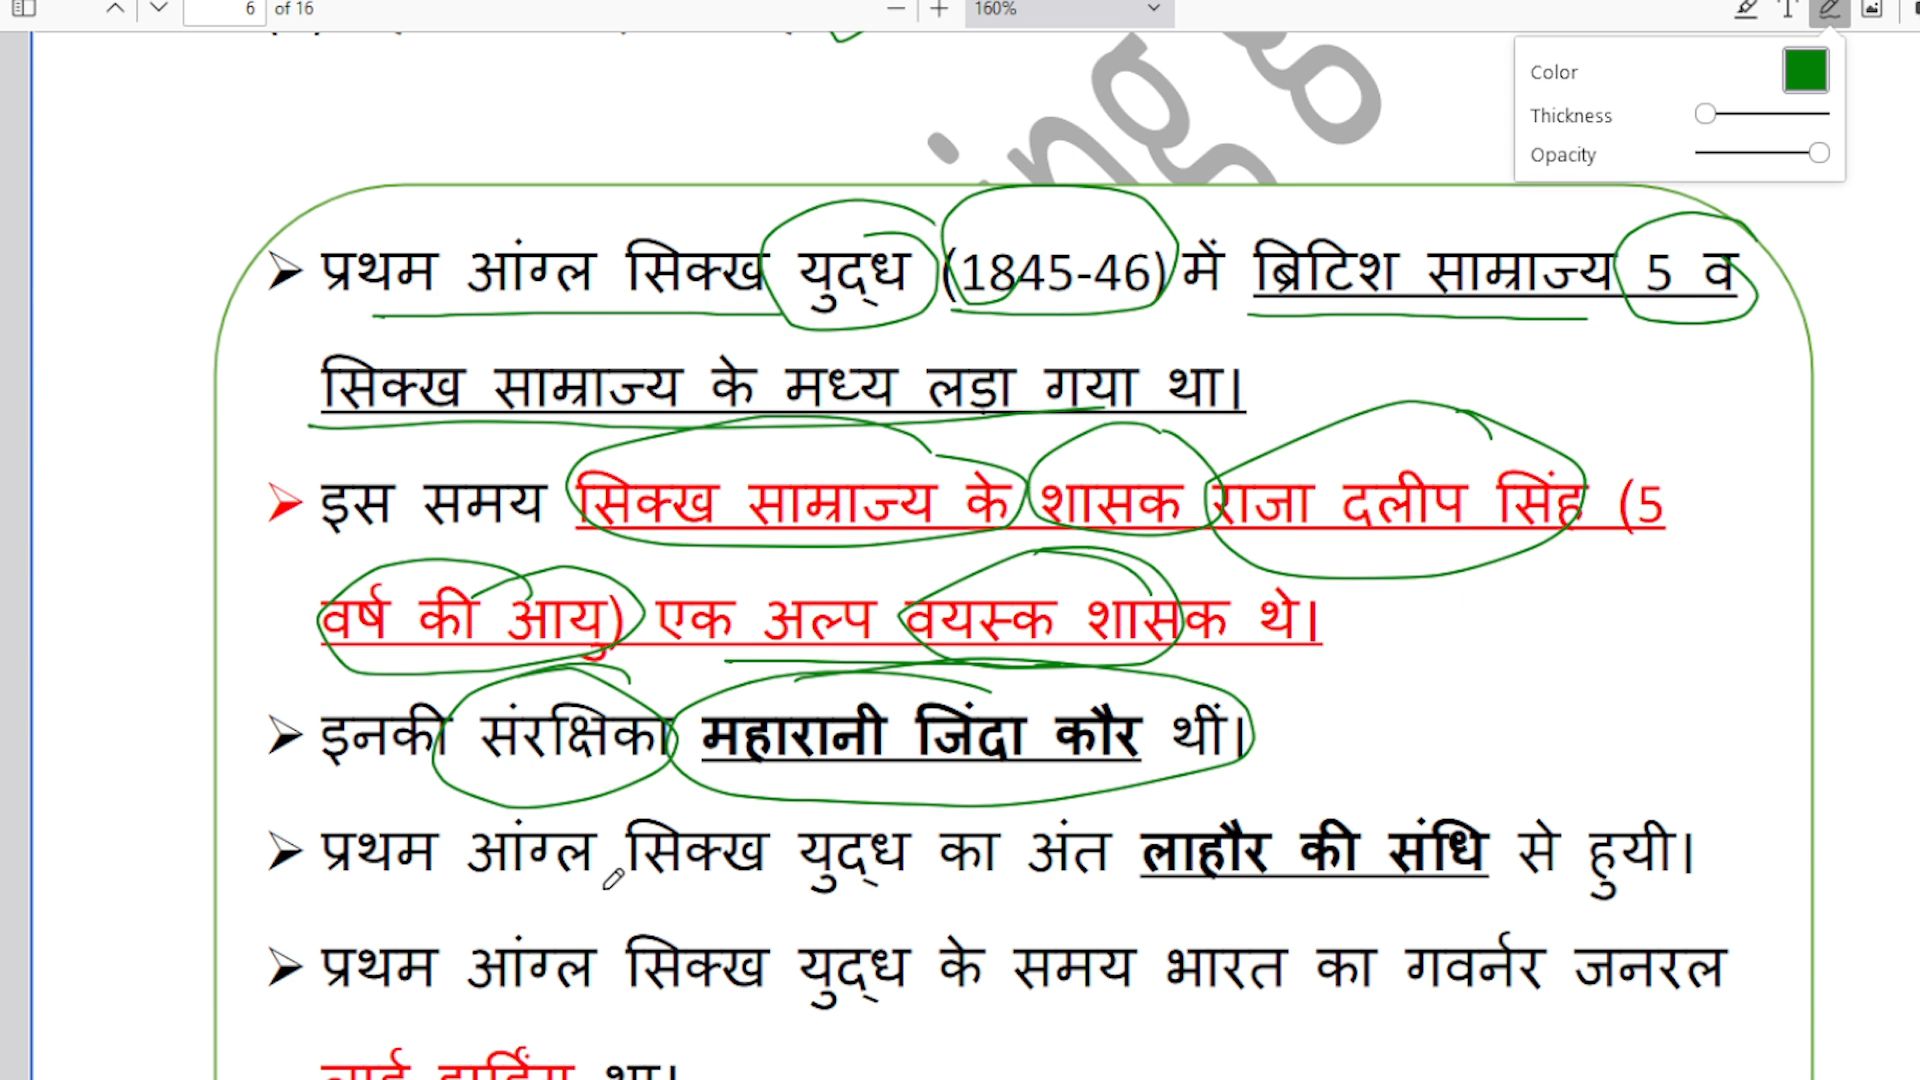 6 of 16 160%
Color
Thickness
Opacity
ing g
➢ प्रथम आंग्ल सिक्ख युद्ध (1845-46) में ब्रिटिश साम्राज्य 5 व
सिक्ख साम्राज्य के मध्य लड़ा गया था।
➢ इस समय सिक्ख साम्राज्य के शासक राजा दलीप सिंह (5
वर्ष की आयु) एक अल्प वयस्क शासक थे।
➢ इनकी संरक्षिका महारानी जिंदा कौर थीं।
➢ प्रथम आंग्ल सिक्ख युद्ध का अंत लाहौर की संधि से हुयी।
➢ प्रथम आंग्ल सिक्ख युद्ध के समय भारत का गवर्नर जनरल